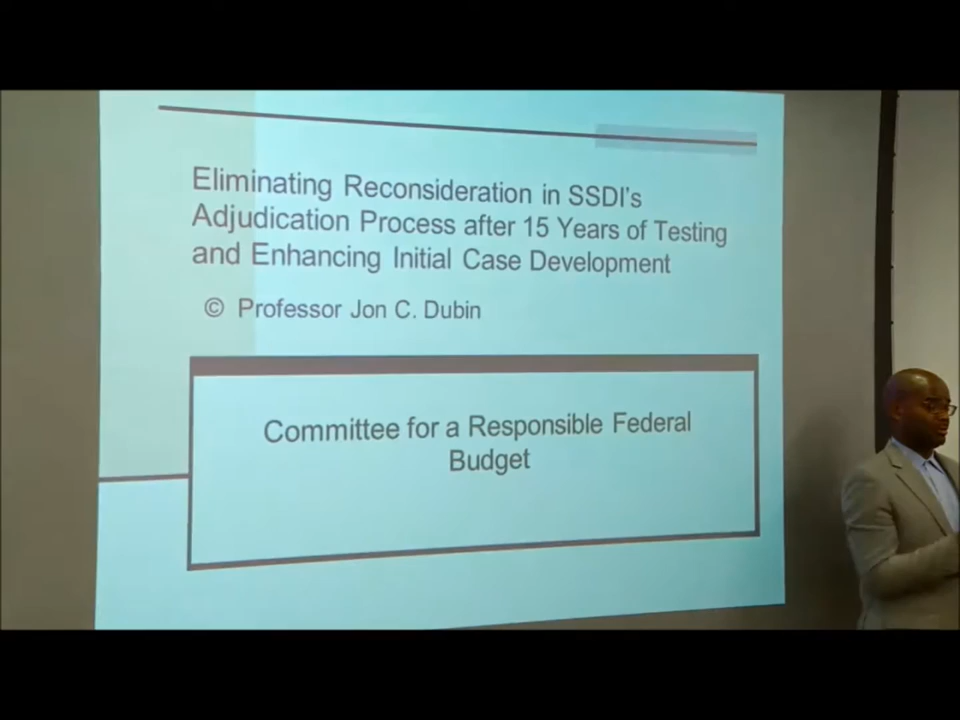 Eliminating Reconsideration in SSDI's
Adjudication Process after 15 Years of Testing
and Enhancing Initial Case Development
© Professor Jon C. Dubin
Committee for a Responsible Federal
Budget